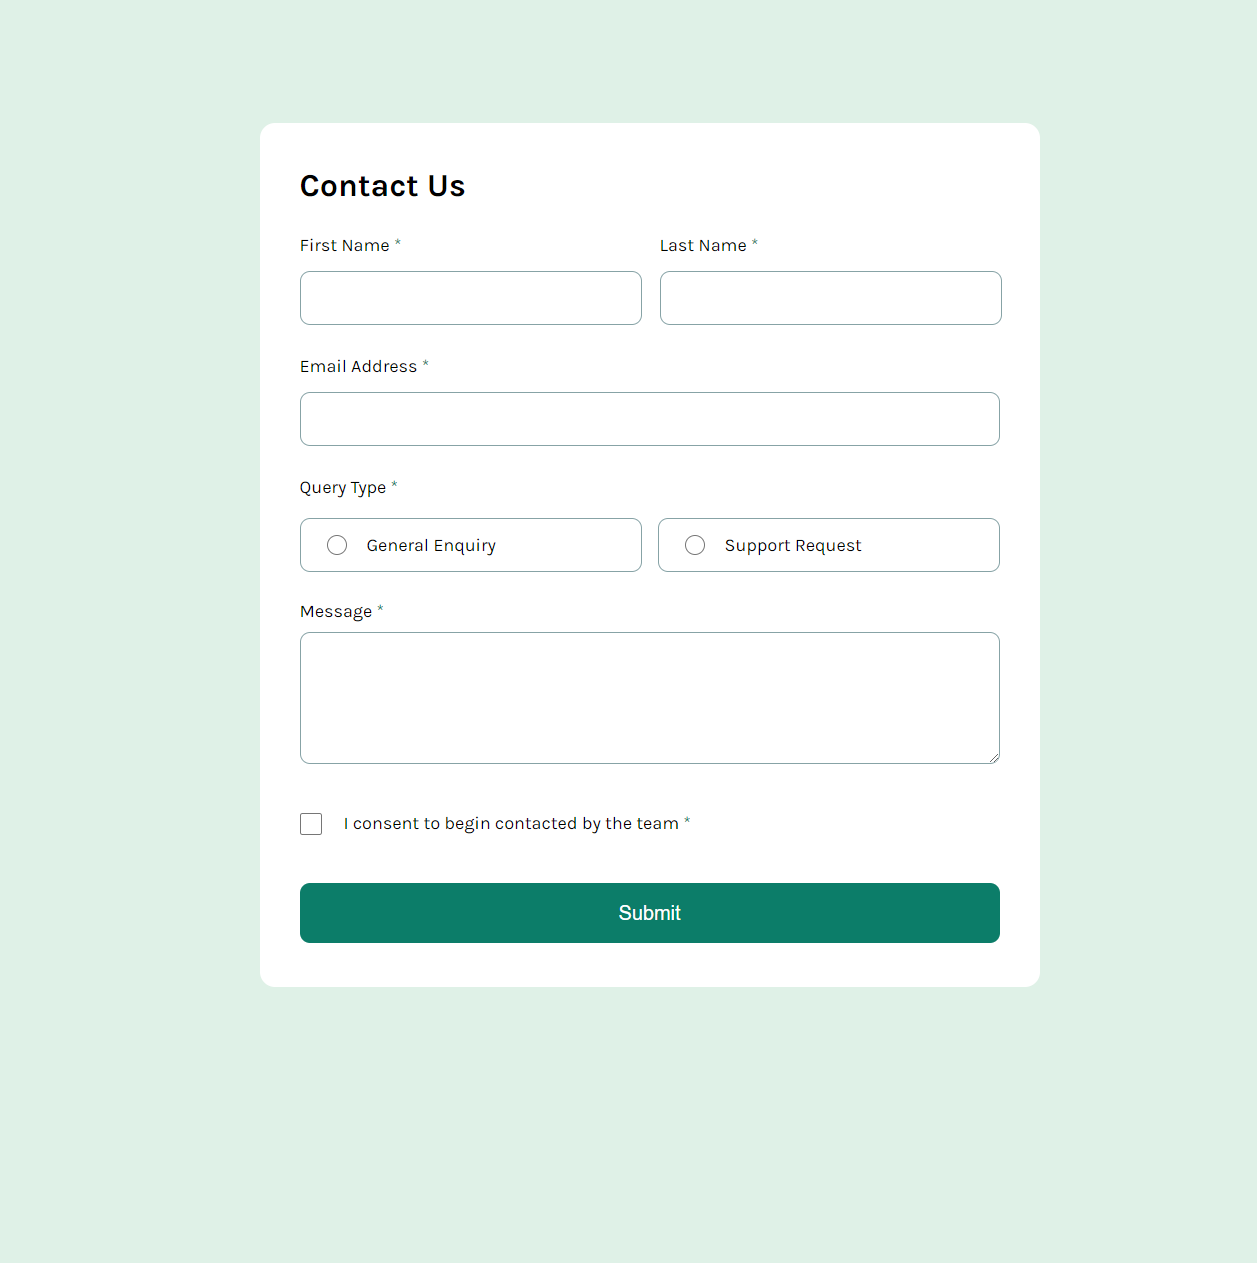 Contact Us
First Name * Last Name *
Email Address *
Query Type *
General Enquiry Support Request
Message *
I consent to begin contacted by the team *
Submit